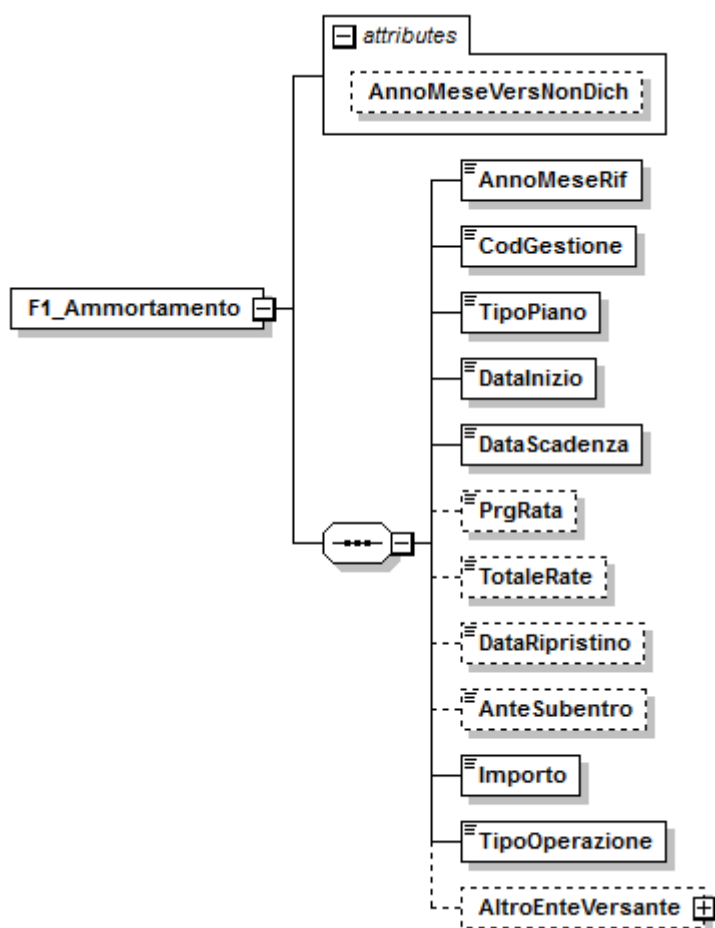 attributes
AnnoMeseVersNonDich
AnnoMeseRif
CodGestione
F1_Ammortamento
TipoPiano
DataInizio
DataScadenza
PrgRata
TotaleRate
DataRipristino
AnteSubentro
Importo
TipoOperazione
AltroEnteVersante